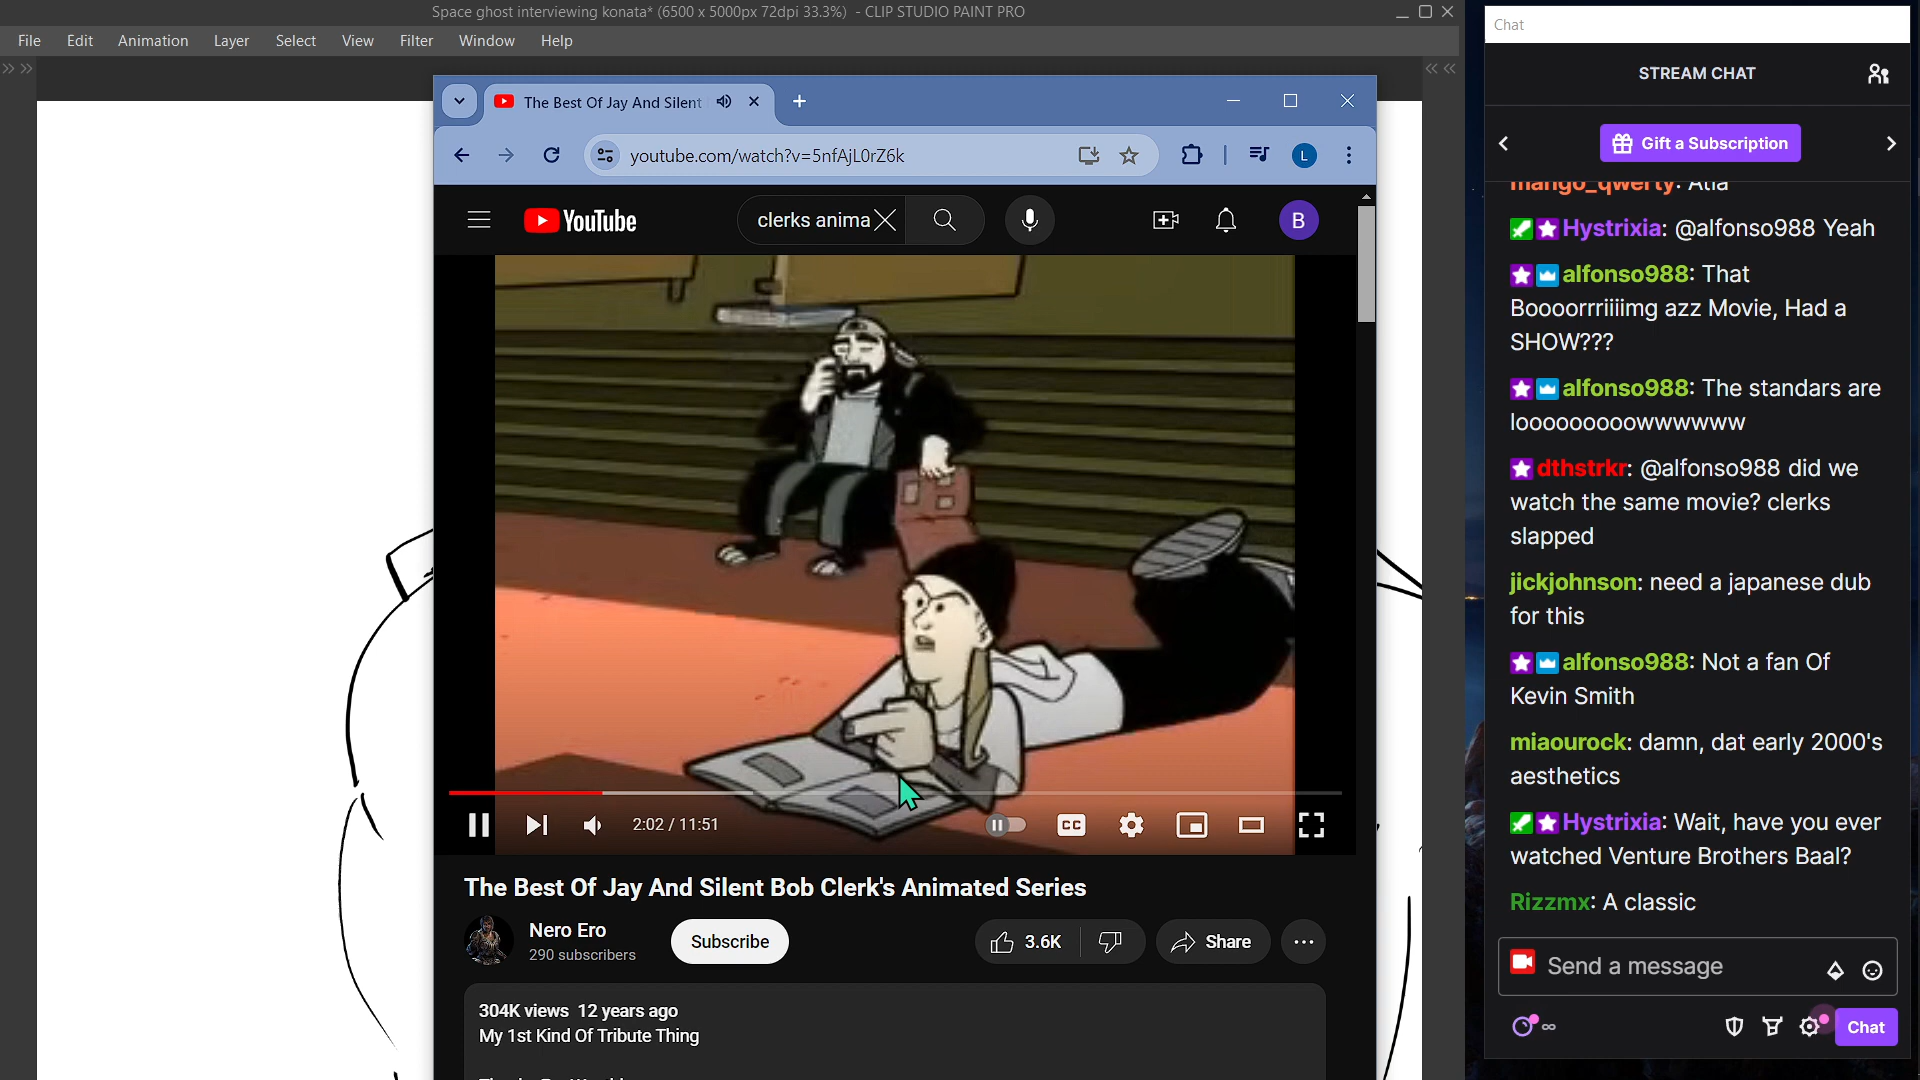 Space ghost interviewing konata* (6500 x 5000px 72dpi 33.3%) - CLIP STUDIO PAINT PRO
File Edit Animation Layer Select View Filter Window Help
The Best Of Jay And Silent
youtube.com/watch?v=5nfAjL0rZ6k
L
YouTube
clerks anima
B
2:02 / 11:51
CC
The Best Of Jay And Silent Bob Clerk's Animated Series
Nero Ero
290 subscribers
Subscribe
3.6K
Share
304K views 12 years ago
My 1st Kind Of Tribute Thing
Chat
STREAM CHAT
Gift a Subscription
mango_qwerty:
Hystrixia: @alfonso988 Yeah
alfonso988: That
Boooorrriiiimg azz Movie, Had a
SHOW???
alfonso988: The standars are
looooooooowwwwww
dthstrkr: @alfonso988 did we
watch the same movie? clerks
slapped
jickjohnson: need a japanese dub
for this
alfonso988: Not a fan Of
Kevin Smith
miaourock: damn, dat early 2000's
aesthetics
Hystrixia: Wait, have you ever
watched Venture Brothers Baal?
Rizzmx: A classic
Send a message
∞
Chat